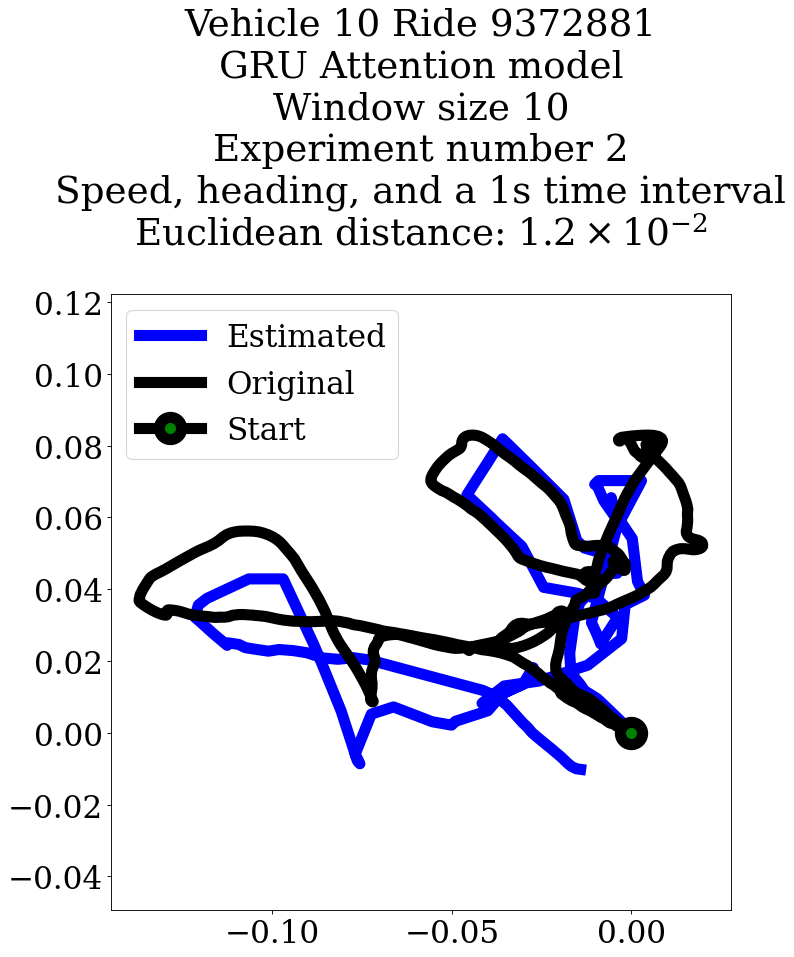 Vehicle 10 Ride 9372881
GRU Attention model
Window size 10
Experiment number 2
Speed, heading, and a 1s time interval
Euclidean distance: 1.2 × 10⁻²
Estimated
Original
Start
0.12
0.10
0.08
0.06
0.04
0.02
0.00
−0.02
−0.04
−0.10
−0.05
0.00